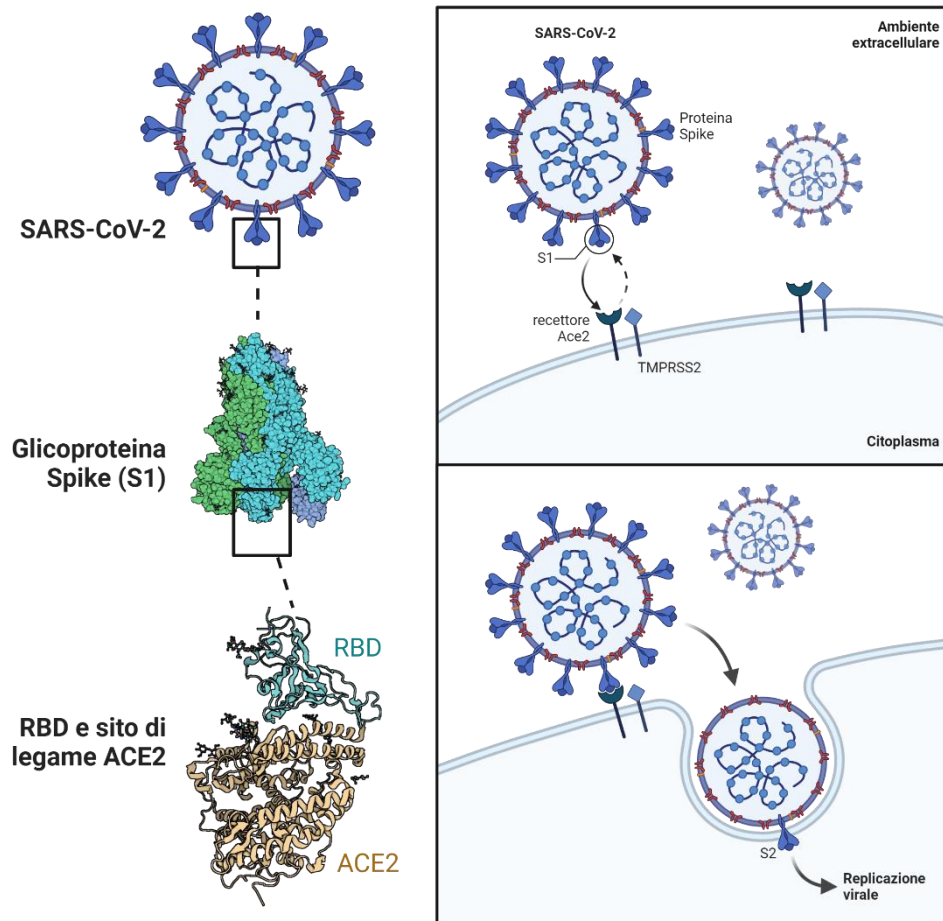 SARS-CoV-2
Glicoproteina
Spike (S1)
RBD
RBD e sito di
legame ACE2
ACE2
Ambiente
extracellulare
SARS-CoV-2
Proteina
Spike
S1
recettore
Ace2
TMPRSS2
Citoplasma
S2
Replicazione
virale